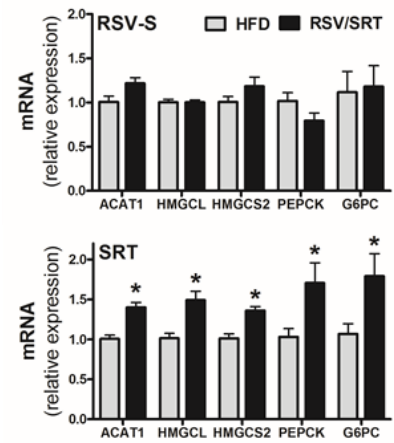 RSV-S
HFD RSV/SRT
mRNA
(relative expression)
2.0
1.5
1.0
0.5
0.0
ACAT1 HMGCL HMGCS2 PEPCK G6PC
SRT
mRNA
(relative expression)
2.0
1.5
1.0
0.5
0.0
* * * * *
ACAT1 HMGCL HMGCS2 PEPCK G6PC